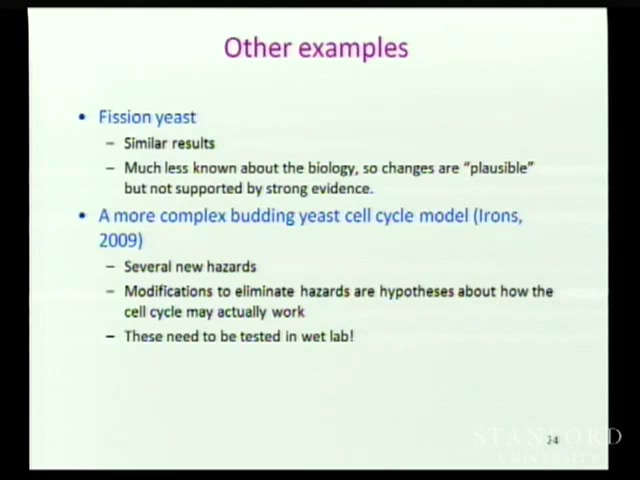 Other examples
• Fission yeast
– Similar results
– Much less known about the biology, so changes are “plausible”
but not supported by strong evidence.
• A more complex budding yeast cell cycle model (Irons,
2009)
– Several new hazards
– Modifications to eliminate hazards are hypotheses about how the
cell cycle may actually work
– These need to be tested in wet lab!
34
STANFORD
UNIVERSITY